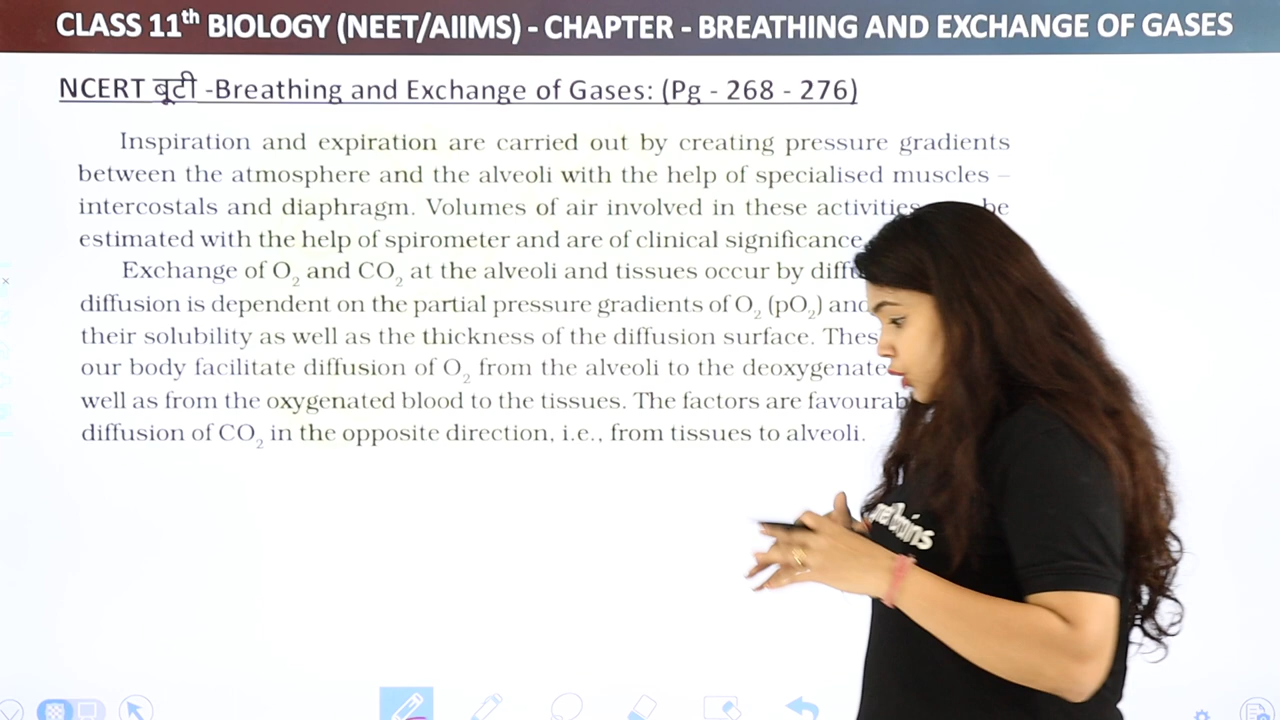 CLASS 11th BIOLOGY (NEET/AIIMS) - CHAPTER - BREATHING AND EXCHANGE OF GASES
NCERT बूटी -Breathing and Exchange of Gases: (Pg - 268 - 276)
Inspiration and expiration are carried out by creating pressure gradients
between the atmosphere and the alveoli with the help of specialised muscles –
intercostals and diaphragm. Volumes of air involved in these activities be
estimated with the help of spirometer and are of clinical significance.
Exchange of O₂ and CO₂ at the alveoli and tissues occur by
diffusion is dependent on the partial pressure gradients of O₂ (pO₂) and
their solubility as well as the thickness of the diffusion surface.
our body facilitate diffusion of O₂ from the alveoli to the
well as from the oxygenated blood to the tissues. The factors are
diffusion of CO₂ in the opposite direction, i.e., from tissues to alveoli.